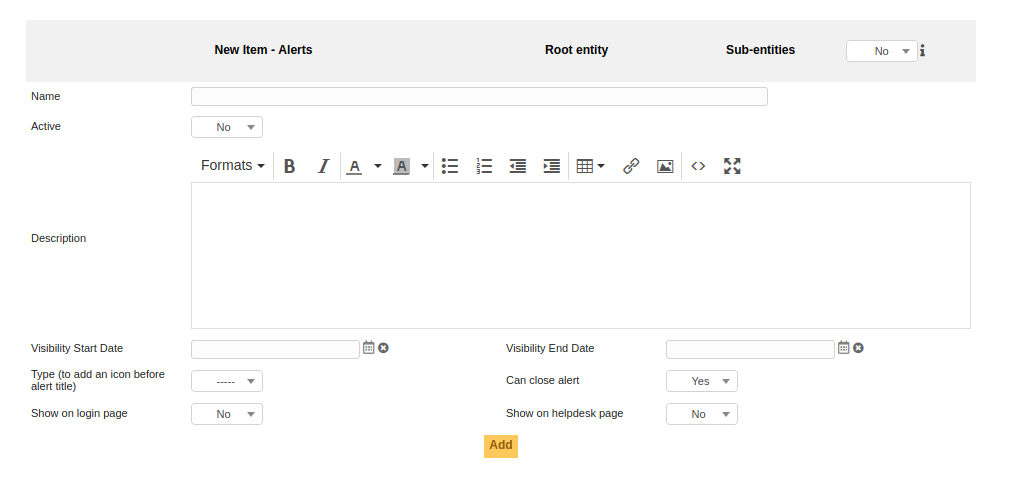 New Item - Alerts Root entity Sub-entities No
Name
Active No
Formats B I A A
Description
Visibility Start Date Visibility End Date
Type (to add an icon before
alert title) ----- Can close alert Yes
Show on login page No Show on helpdesk page No
Add